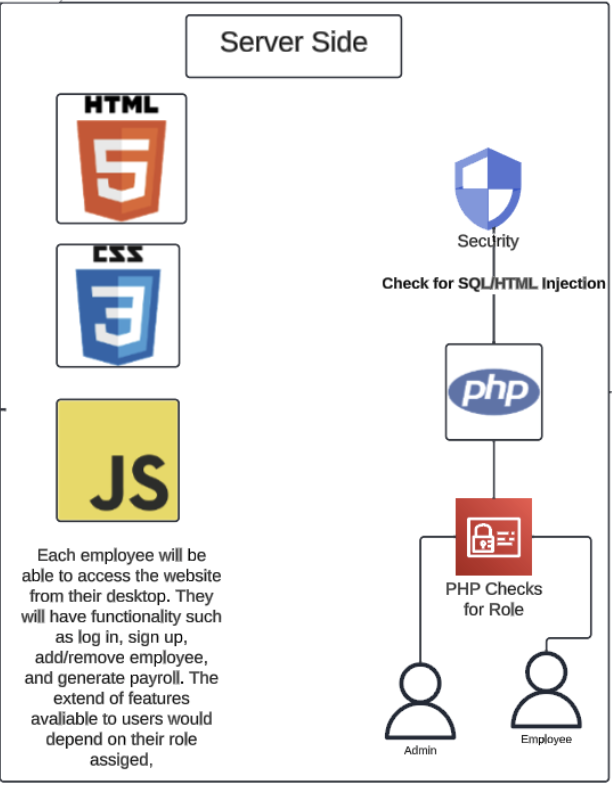 Server Side
HTML
5
CSS
3
JS
Each employee will be
able to access the website
from their desktop. They
will have functionality such
as log in, sign up,
add/remove employee,
and generate payroll. The
extend of features
avaliable to users would
depend on their role
assiged,
Security
Check for SQL/HTML Injection
php
PHP Checks
for Role
Admin
Employee